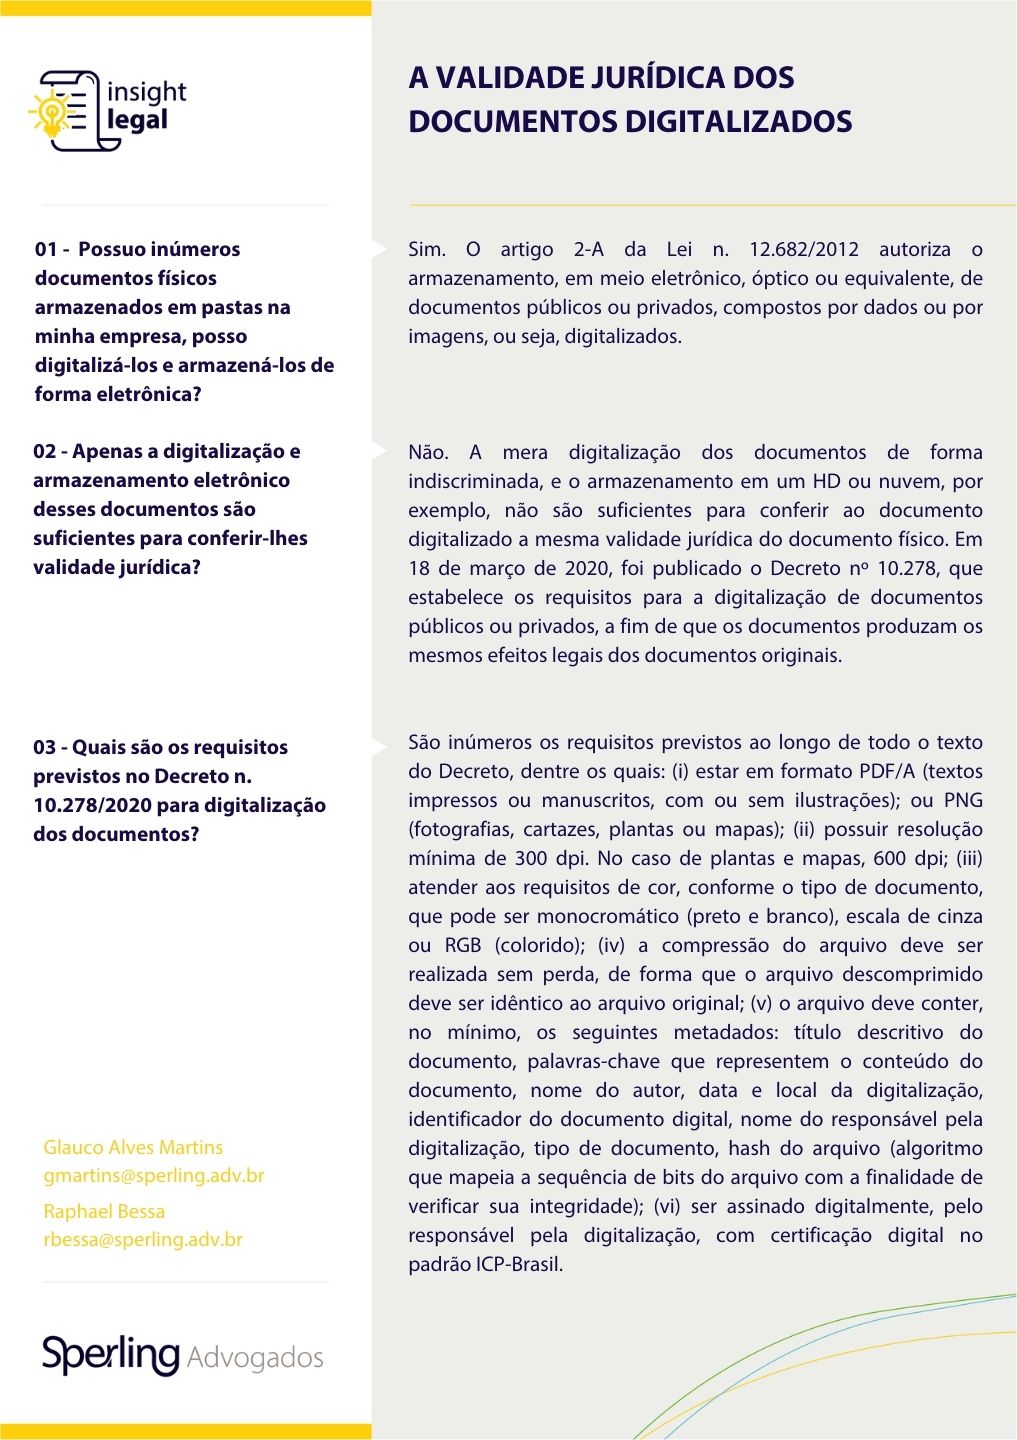 insight
legal
A VALIDADE JURÍDICA DOS
DOCUMENTOS DIGITALIZADOS
01 - Possuo inúmeros
documentos físicos
armazenados em pastas na
minha empresa, posso
digitalizá-los e armazená-los de
forma eletrônica?
Sim. O artigo 2-A da Lei n. 12.682/2012 autoriza o
armazenamento, em meio eletrônico, óptico ou equivalente, de
documentos públicos ou privados, compostos por dados ou por
imagens, ou seja, digitalizados.
02 - Apenas a digitalização e
armazenamento eletrônico
desses documentos são
suficientes para conferir-lhes
validade jurídica?
Não. A mera digitalização dos documentos de forma
indiscriminada, e o armazenamento em um HD ou nuvem, por
exemplo, não são suficientes para conferir ao documento
digitalizado a mesma validade jurídica do documento físico. Em
18 de março de 2020, foi publicado o Decreto nº 10.278, que
estabelece os requisitos para a digitalização de documentos
públicos ou privados, a fim de que os documentos produzam os
mesmos efeitos legais dos documentos originais.
03 - Quais são os requisitos
previstos no Decreto n.
10.278/2020 para digitalização
dos documentos?
São inúmeros os requisitos previstos ao longo de todo o texto
do Decreto, dentre os quais: (i) estar em formato PDF/A (textos
impressos ou manuscritos, com ou sem ilustrações); ou PNG
(fotografias, cartazes, plantas ou mapas); (ii) possuir resolução
mínima de 300 dpi. No caso de plantas e mapas, 600 dpi; (iii)
atender aos requisitos de cor, conforme o tipo de documento,
que pode ser monocromático (preto e branco), escala de cinza
ou RGB (colorido); (iv) a compressão do arquivo deve ser
realizada sem perda, de forma que o arquivo descomprimido
deve ser idêntico ao arquivo original; (v) o arquivo deve conter,
no mínimo, os seguintes metadados: título descritivo do
documento, palavras-chave que representem o conteúdo do
documento, nome do autor, data e local da digitalização,
identificador do documento digital, nome do responsável pela
digitalização, tipo de documento, hash do arquivo (algoritmo
que mapeia a sequência de bits do arquivo com a finalidade de
verificar sua integridade); (vi) ser assinado digitalmente, pelo
responsável pela digitalização, com certificação digital no
padrão ICP-Brasil.
Glauco Alves Martins
gmartins@sperling.adv.br
Raphael Bessa
rbessa@sperling.adv.br
Sperling Advogados